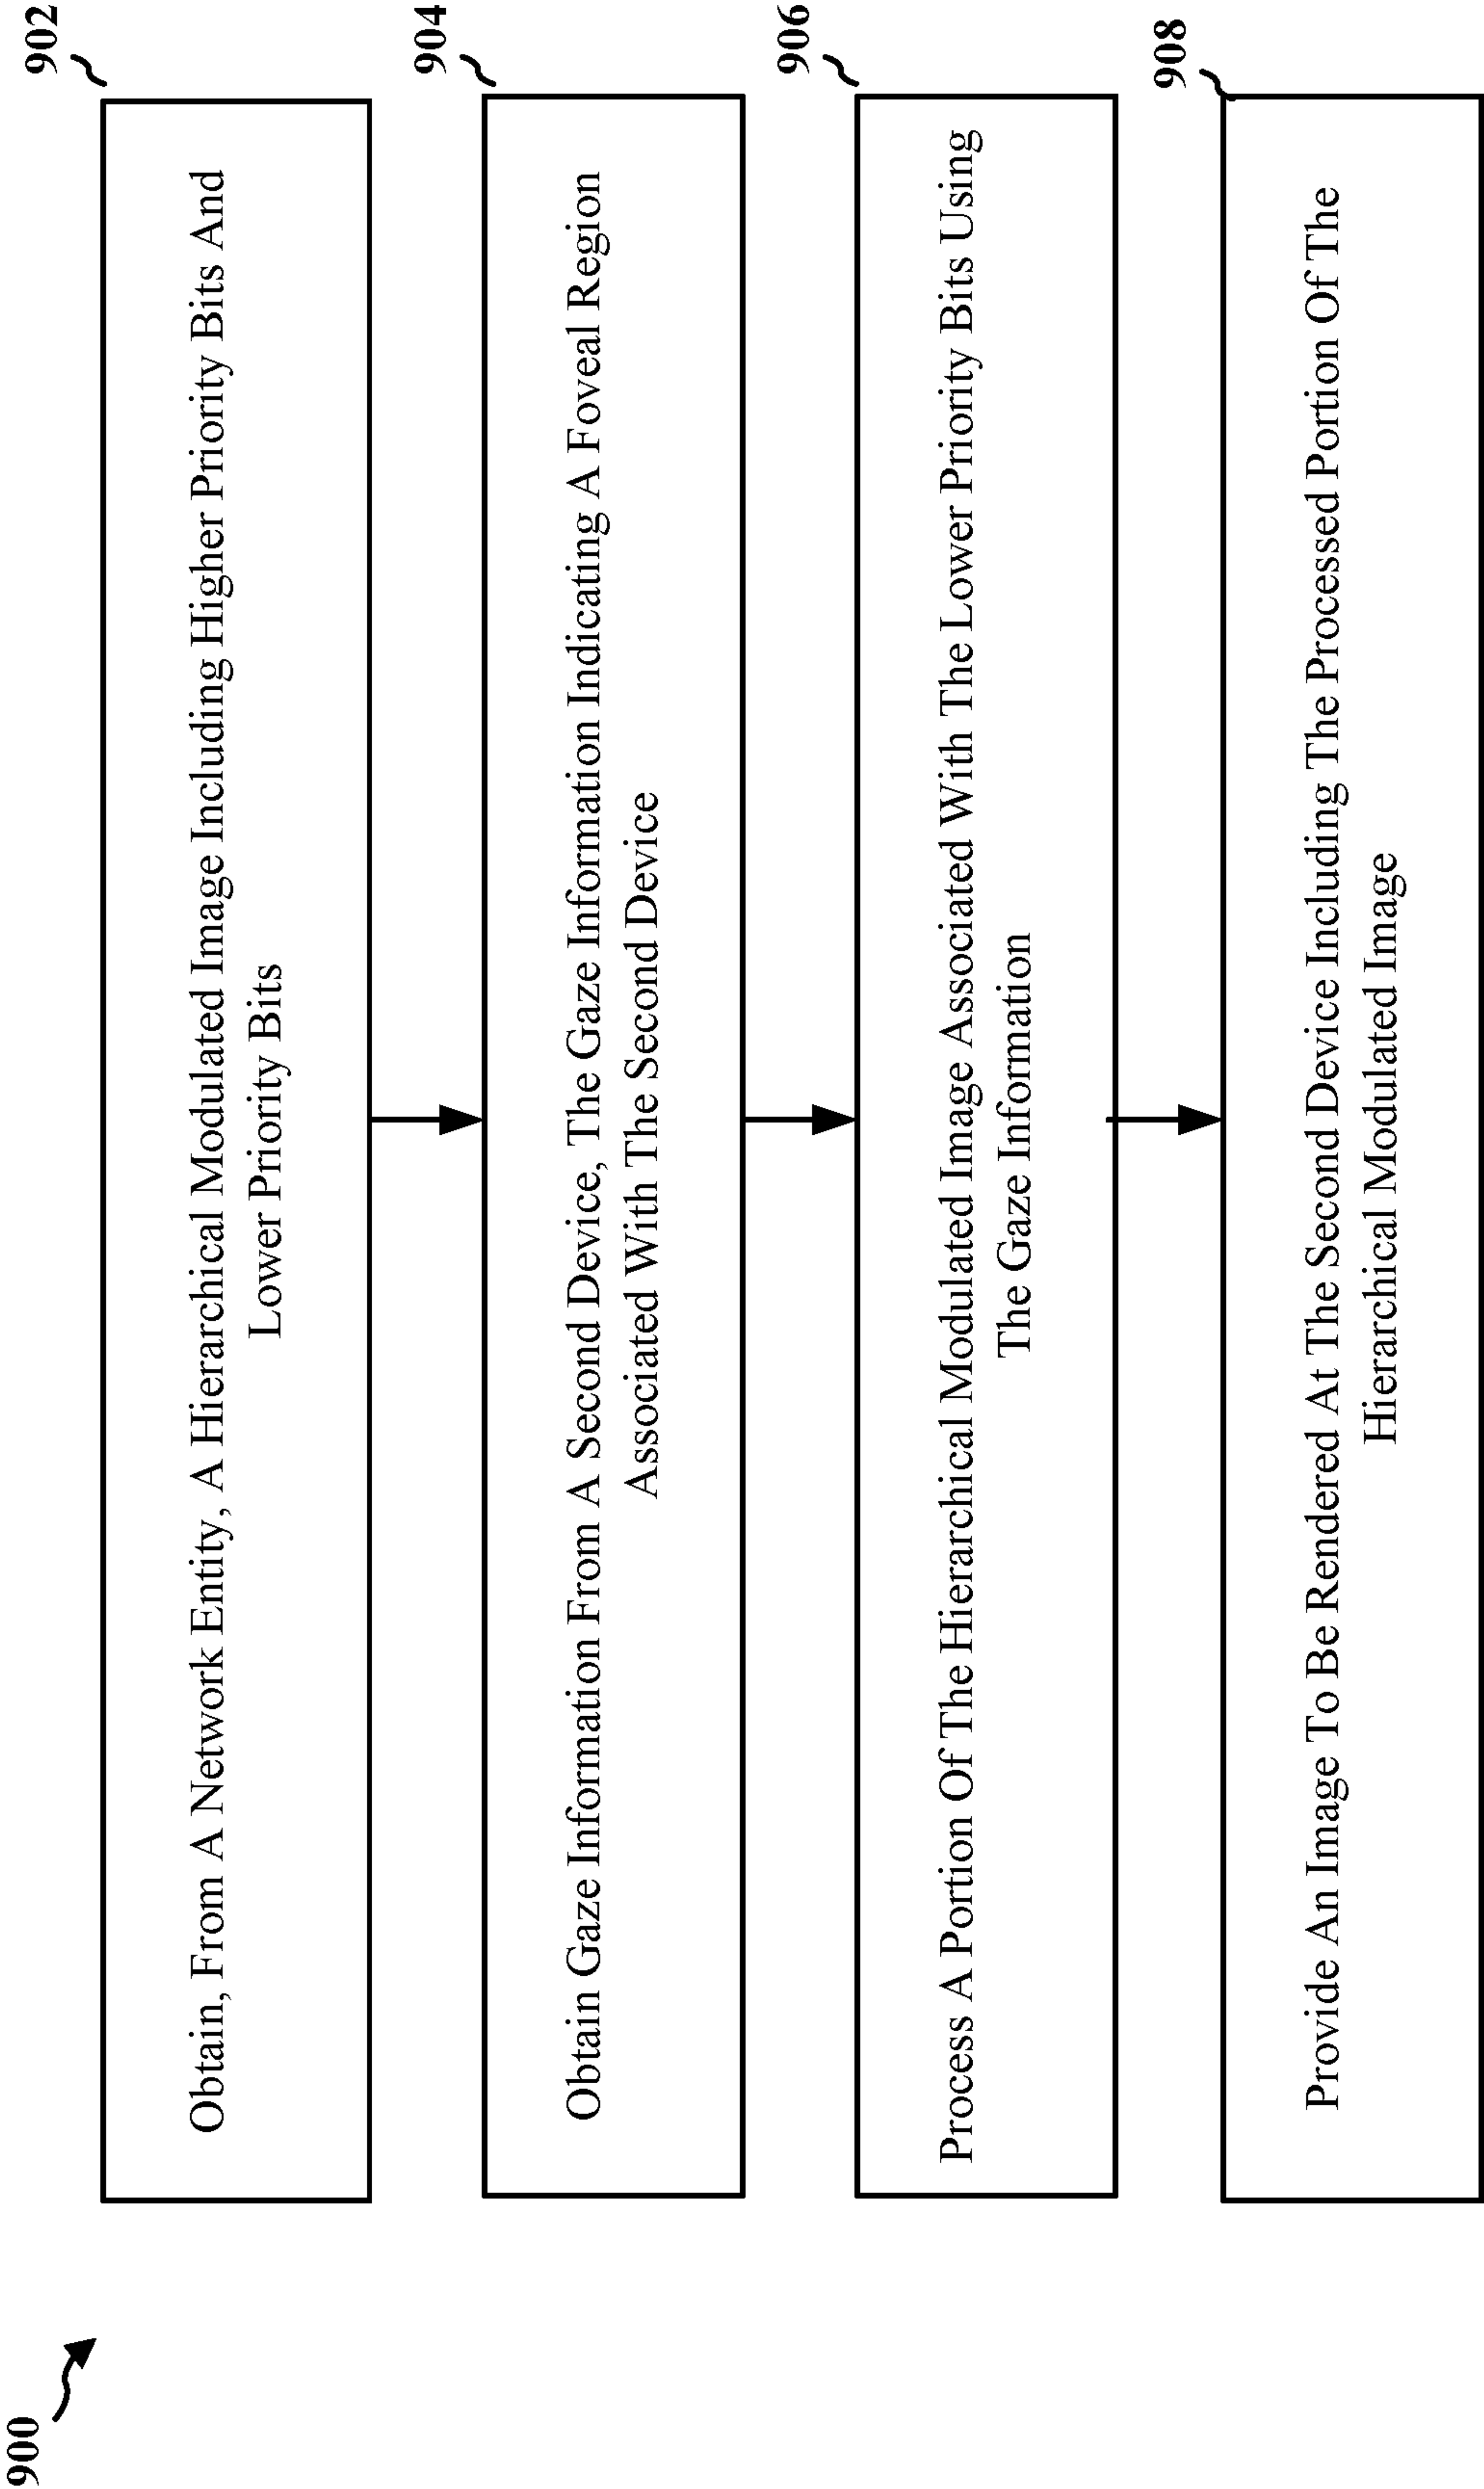 900
902
Obtain, From A Network Entity, A Hierarchical Modulated Image Including Higher Priority Bits And
Lower Priority Bits
904
Obtain Gaze Information From A Second Device, The Gaze Information Indicating A Foveal Region
Associated With The Second Device
906
Process A Portion Of The Hierarchical Modulated Image Associated With The Lower Priority Bits Using
The Gaze Information
908
Provide An Image To Be Rendered At The Second Device Including The Processed Portion Of The
Hierarchical Modulated Image